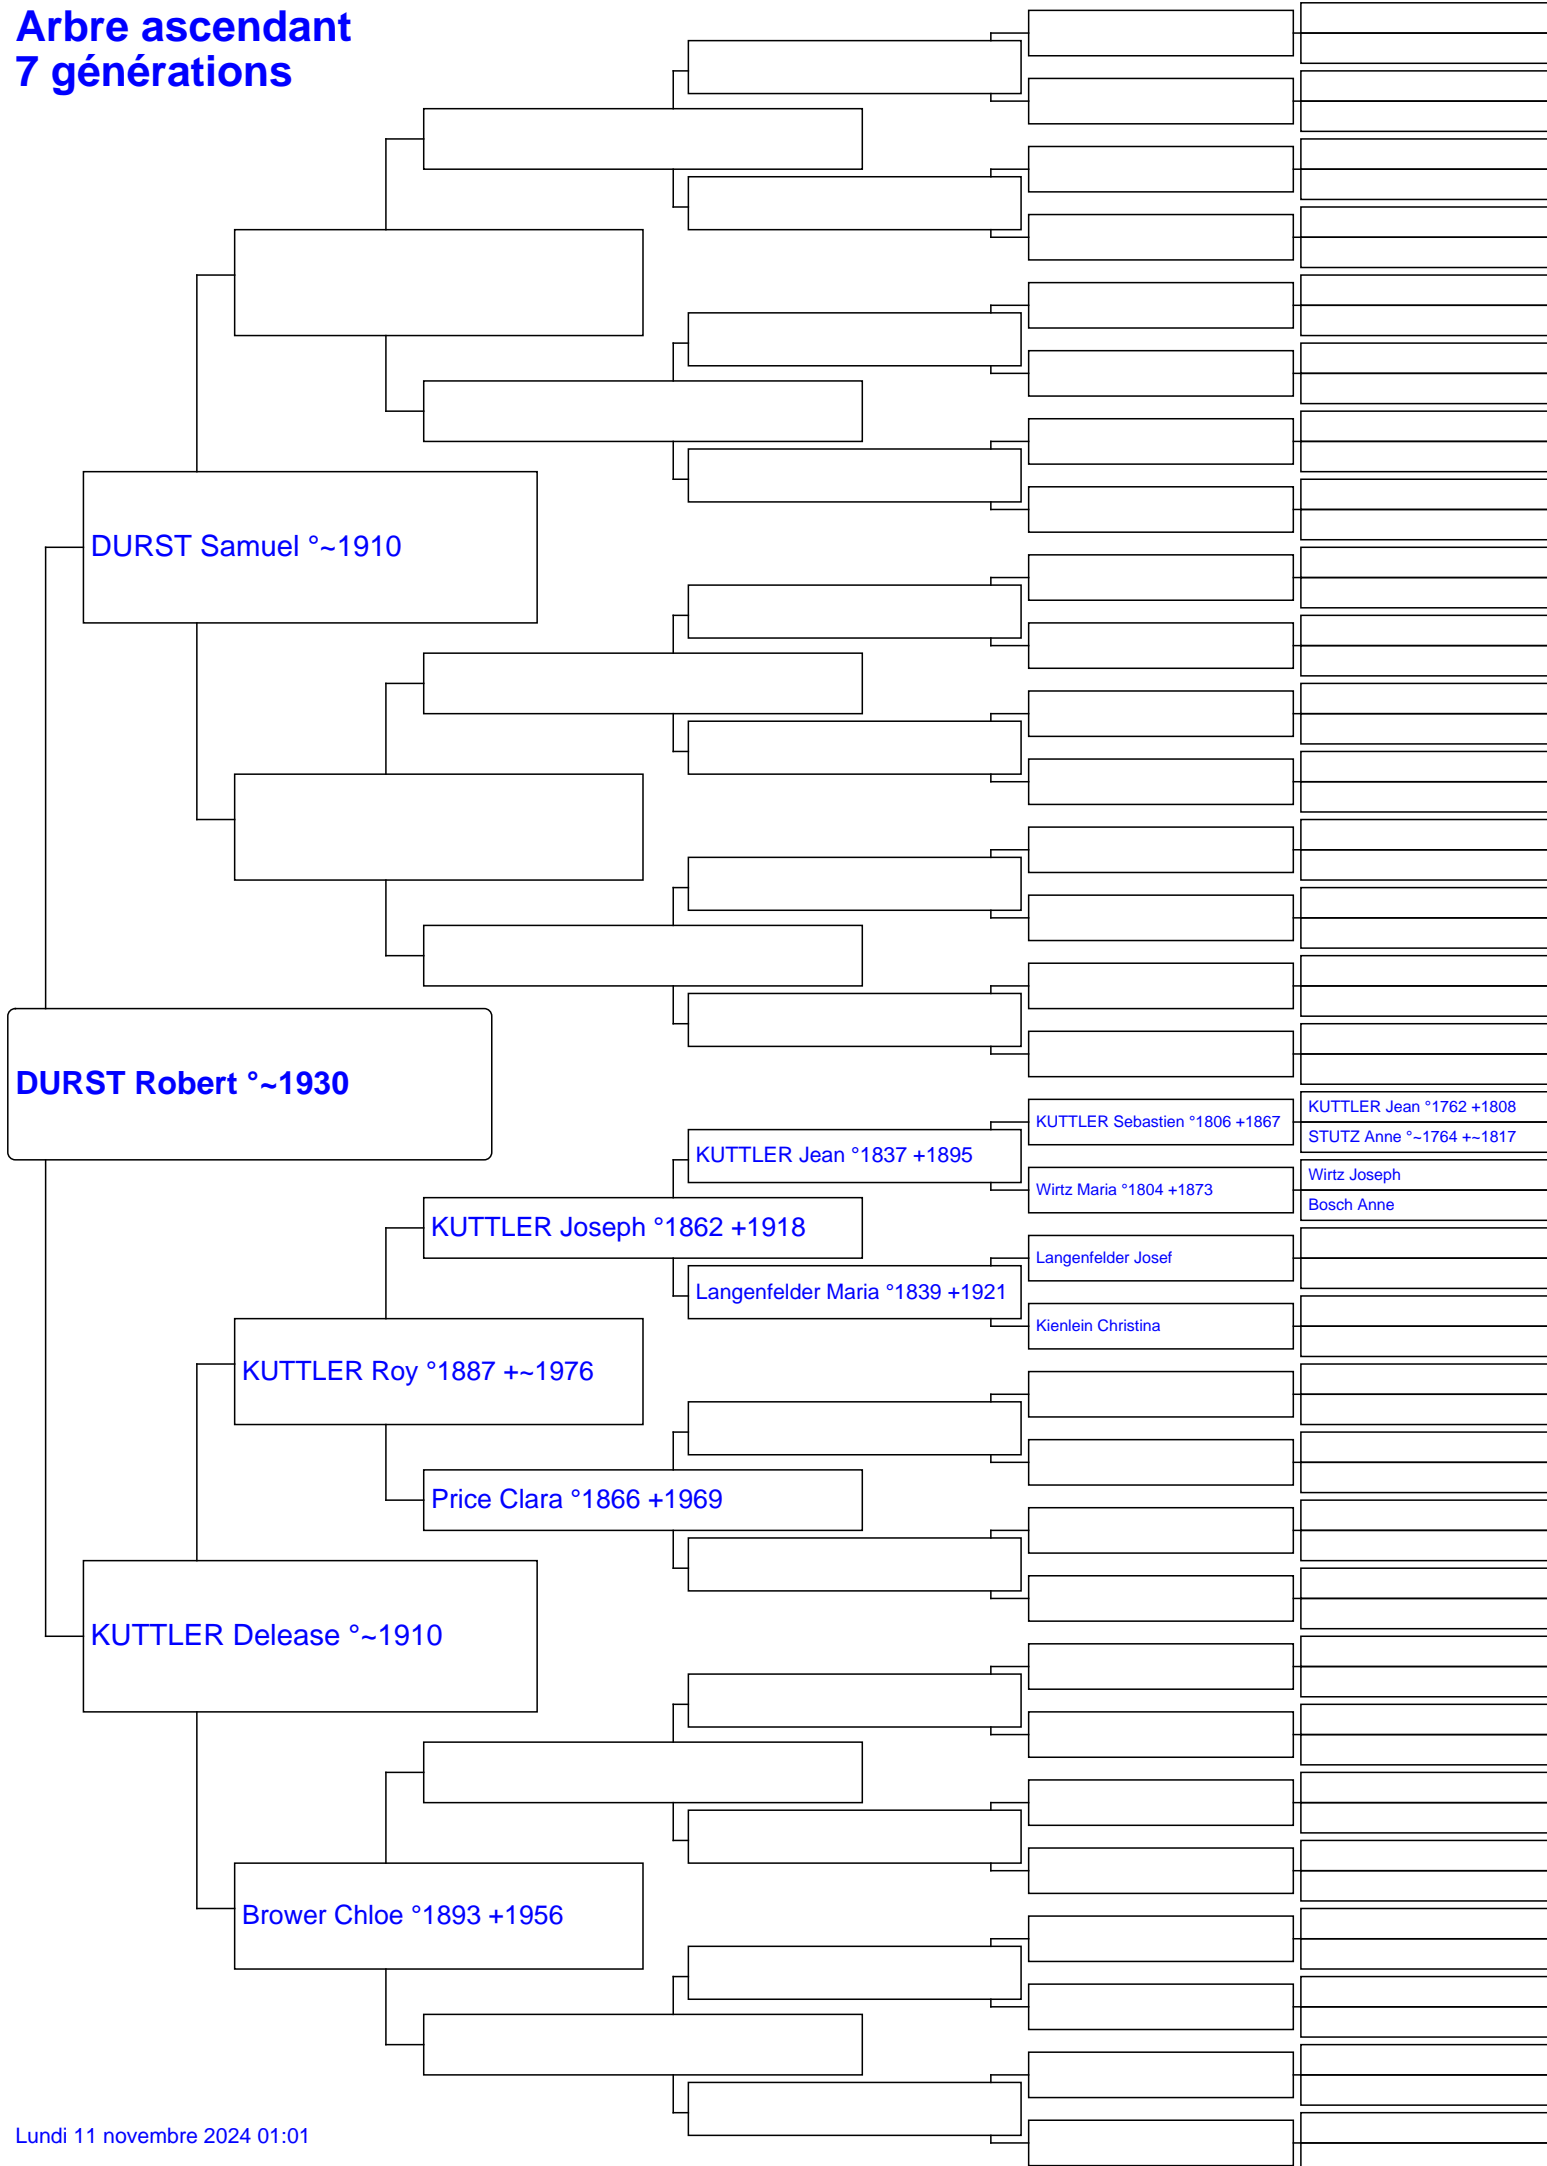 Arbre ascendant
7 générations
DURST Samuel °~1910
DURST Robert °~1930
KUTTLER Sebastien °1806 +1867
KUTTLER Jean °1762 +1808
STUTZ Anne °~1764 +~1817
KUTTLER Jean °1837 +1895
Wirtz Maria °1804 +1873
Wirtz Joseph
Bosch Anne
KUTTLER Joseph °1862 +1918
Langenfelder Josef
Langenfelder Maria °1839 +1921
Kienlein Christina
KUTTLER Roy °1887 +~1976
Price Clara °1866 +1969
KUTTLER Delease °~1910
Brower Chloe °1893 +1956
Lundi 11 novembre 2024 01:01